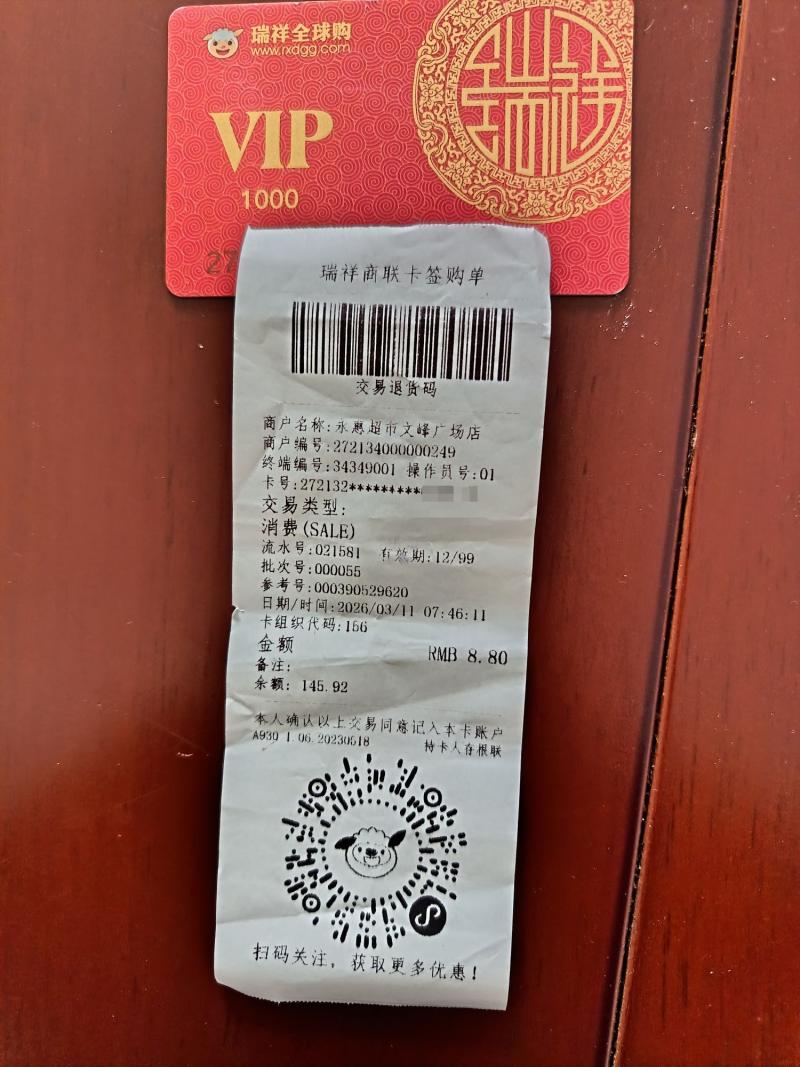 瑞祥全球购
www.rxdgg.com
VIP
1000
27
瑞祥商联卡签购单
交易退货码
商户名称:永惠超市文峰广场店
商户编号:272134000000249
终端编号:34349001 操作员号:01
卡号:272132*********
交易类型:
消费(SALE)
流水号:021581 有效期:12/99
批次号:000055
参考号:000390529620
日期/时间:2026/03/11 07:46:11
卡组织代码:156
金额 RMB 8.80
备注:
余额: 145.92
本人确认以上交易同意记入本卡账户
A930 1.06.20230518 持卡人存根联
扫码关注，获取更多优惠!